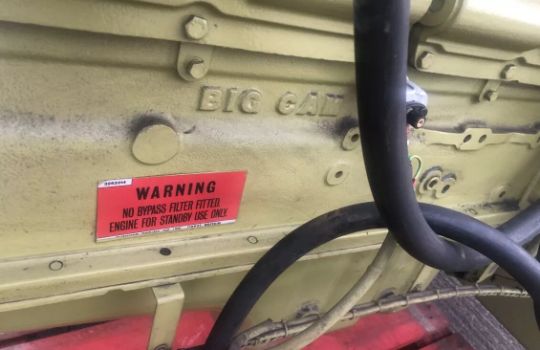 BIG CAM
WARNING
NO BYPASS FILTER FITTED.
ENGINE FOR STANDBY USE ONLY